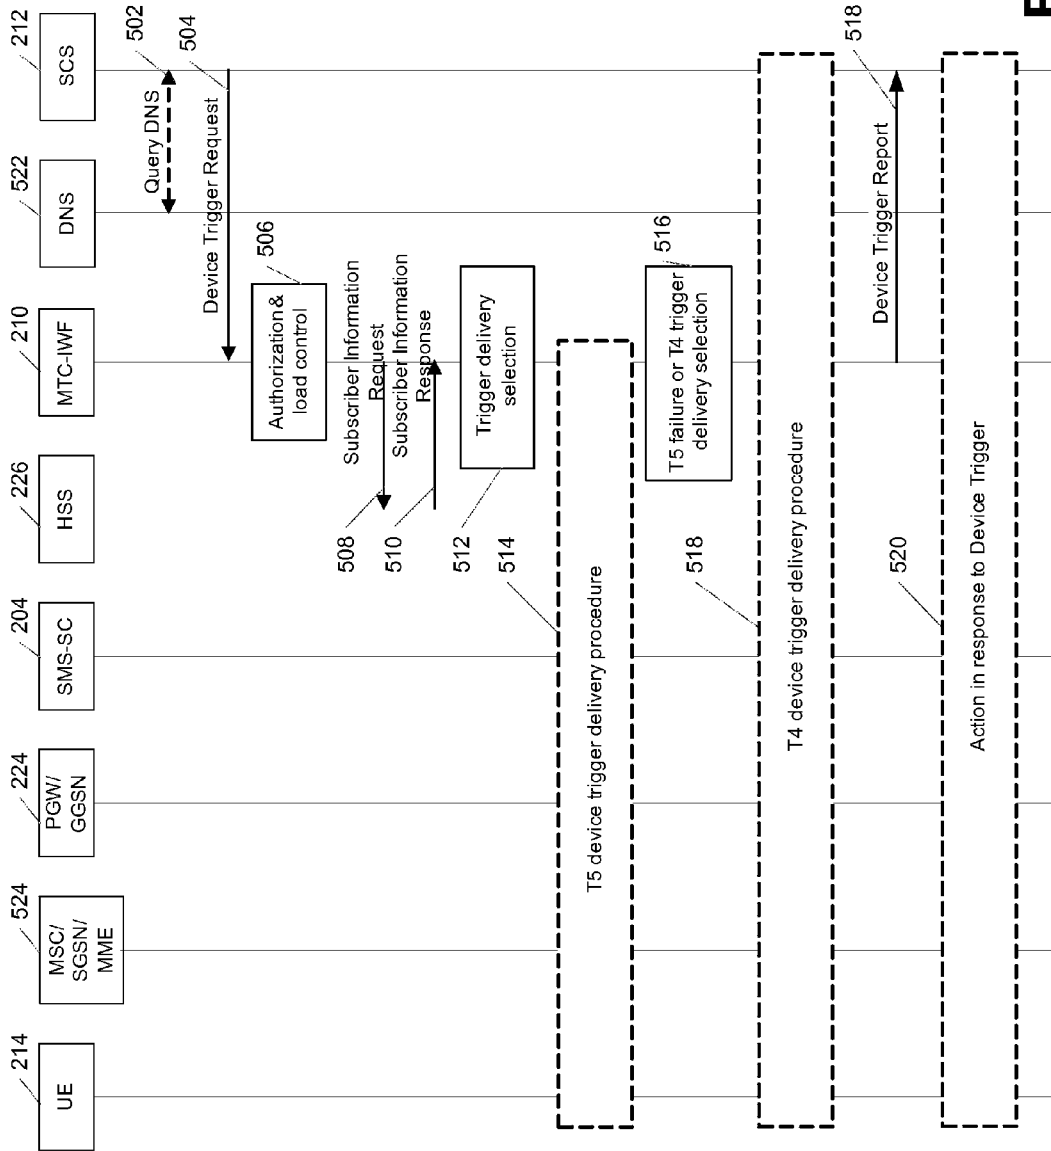 214
524
224
204
226
210
522
212
UE
MSC/
SGSN/
MME
PGW/
GGSN
SMS-SC
HSS
MTC-IWF
DNS
SCS
502
Query DNS
504
Device Trigger Request
506
Authorization&
load control
508
Subscriber Information
Request
510
Subscriber Information
Response
512
Trigger delivery
selection
514
T5 device trigger delivery procedure
516
T5 failure or T4 trigger
delivery selection
518
T4 device trigger delivery procedure
518
Device Trigger Report
520
Action in response to Device Trigger